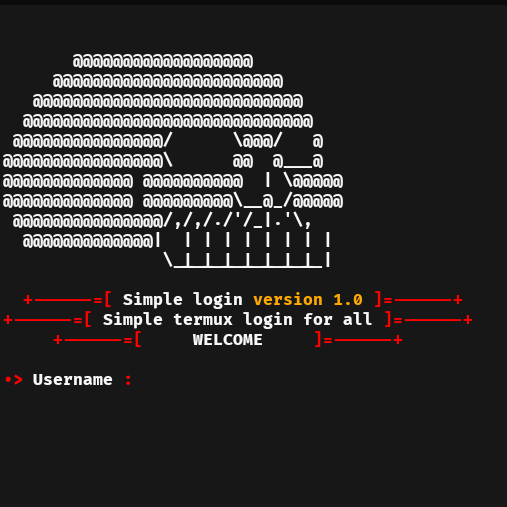 +------=[ Simple login version 1.0 ]=------+
+------=[ Simple termux login for all ]=------+
+------=[ WELCOME ]=------+
•> Username :